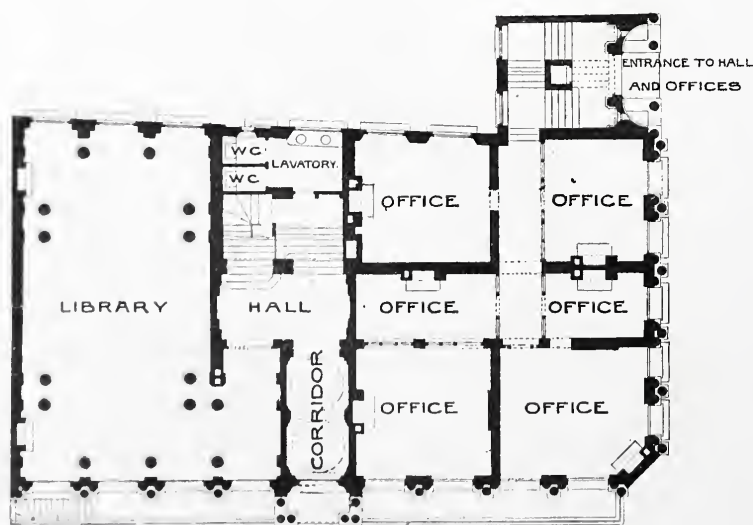 ENTRANCE TO HALL
AND OFFICES
WC
LAVATORY.
WC
OFFICE
OFFICE
LIBRARY
HALL
OFFICE
OFFICE
CORRIDOR
OFFICE
OFFICE